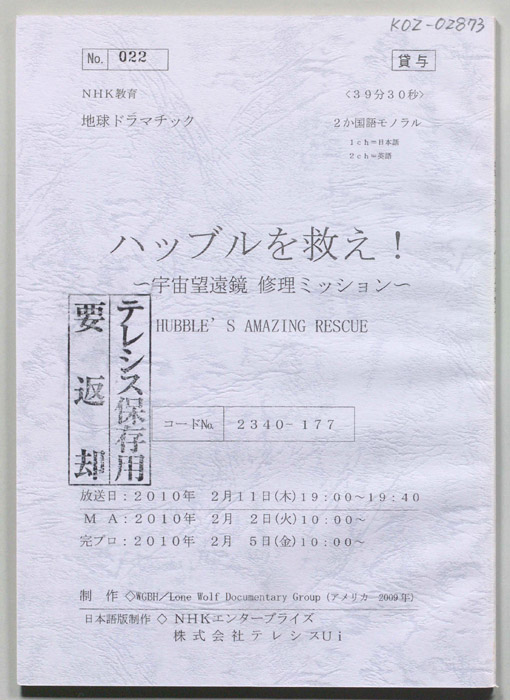 KOZ-02873
No. 022
貸与
NHK教育
〈39分30秒〉
地球ドラマチック
2か国語モノラル
1ch=日本語
2ch=英語
ハッブルを救え!
~宇宙望遠鏡 修理ミッション~
HUBBLE'S AMAZING RESCUE
テレシス保存用
要返却
コードNo. 2340-177
放送日:2010年 2月11日(木)19:00~19:40
MA:2010年 2月 2日(火)10:00~
完プロ:2010年 2月 5日(金)10:00~
制 作 ◇WGBH/Lone Wolf Documentary Group (アメリカ 2009年)
日本語版制作 ◇ NHKエンタープライズ
株式会社テレシスUi